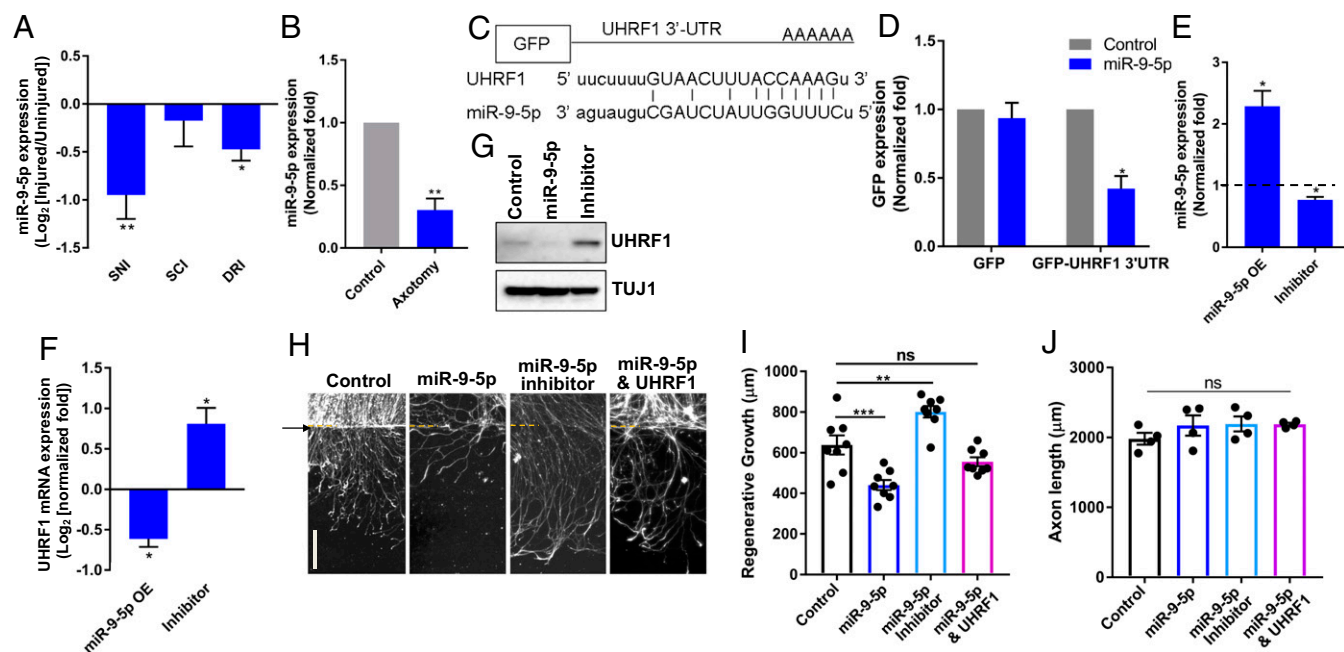 A
miR-9-5p expression
(Log2 [Injured/Uninjured])
0.5
0.0
-0.5
-1.0
-1.5
**
*
SNI
SCI
DRI
B
miR-9-5p expression
(Normalized fold)
1.5
1.0
0.5
0.0
**
Control
Axotomy
C
GFP
UHRF1 3'-UTR
AAAAAA
UHRF1 5' uucuuuuGUAACUUUACCAAAGu 3'
miR-9-5p 3' aguauguCGAUCUAUUGGUUUCu 5'
D
Control
miR-9-5p
GFP expression
(Normalized fold)
1.5
1.0
0.5
0.0
*
GFP
GFP-UHRF1 3'UTR
E
miR-9-5p expression
(Normalized fold)
3
2
1
0
*
*
miR-9-5p OE
Inhibitor
F
UHRF1 mRNA expression
(Log2 [normalized fold])
1.5
1.0
0.5
0.0
-0.5
-1.0
*
*
miR-9-5p OE
Inhibitor
G
Control
miR-9-5p
Inhibitor
UHRF1
TUJ1
H
Control
miR-9-5p
miR-9-5p
inhibitor
miR-9-5p
& UHRF1
I
Regenerative Growth (μm)
1000
800
600
400
200
0
ns
**
***
Control
miR-9-5p
miR-9-5p
Inhibitor
miR-9-5p
& UHRF1
J
Axon length (μm)
3000
2000
1000
0
ns
Control
miR-9-5p
miR-9-5p
Inhibitor
miR-9-5p
& UHRF1